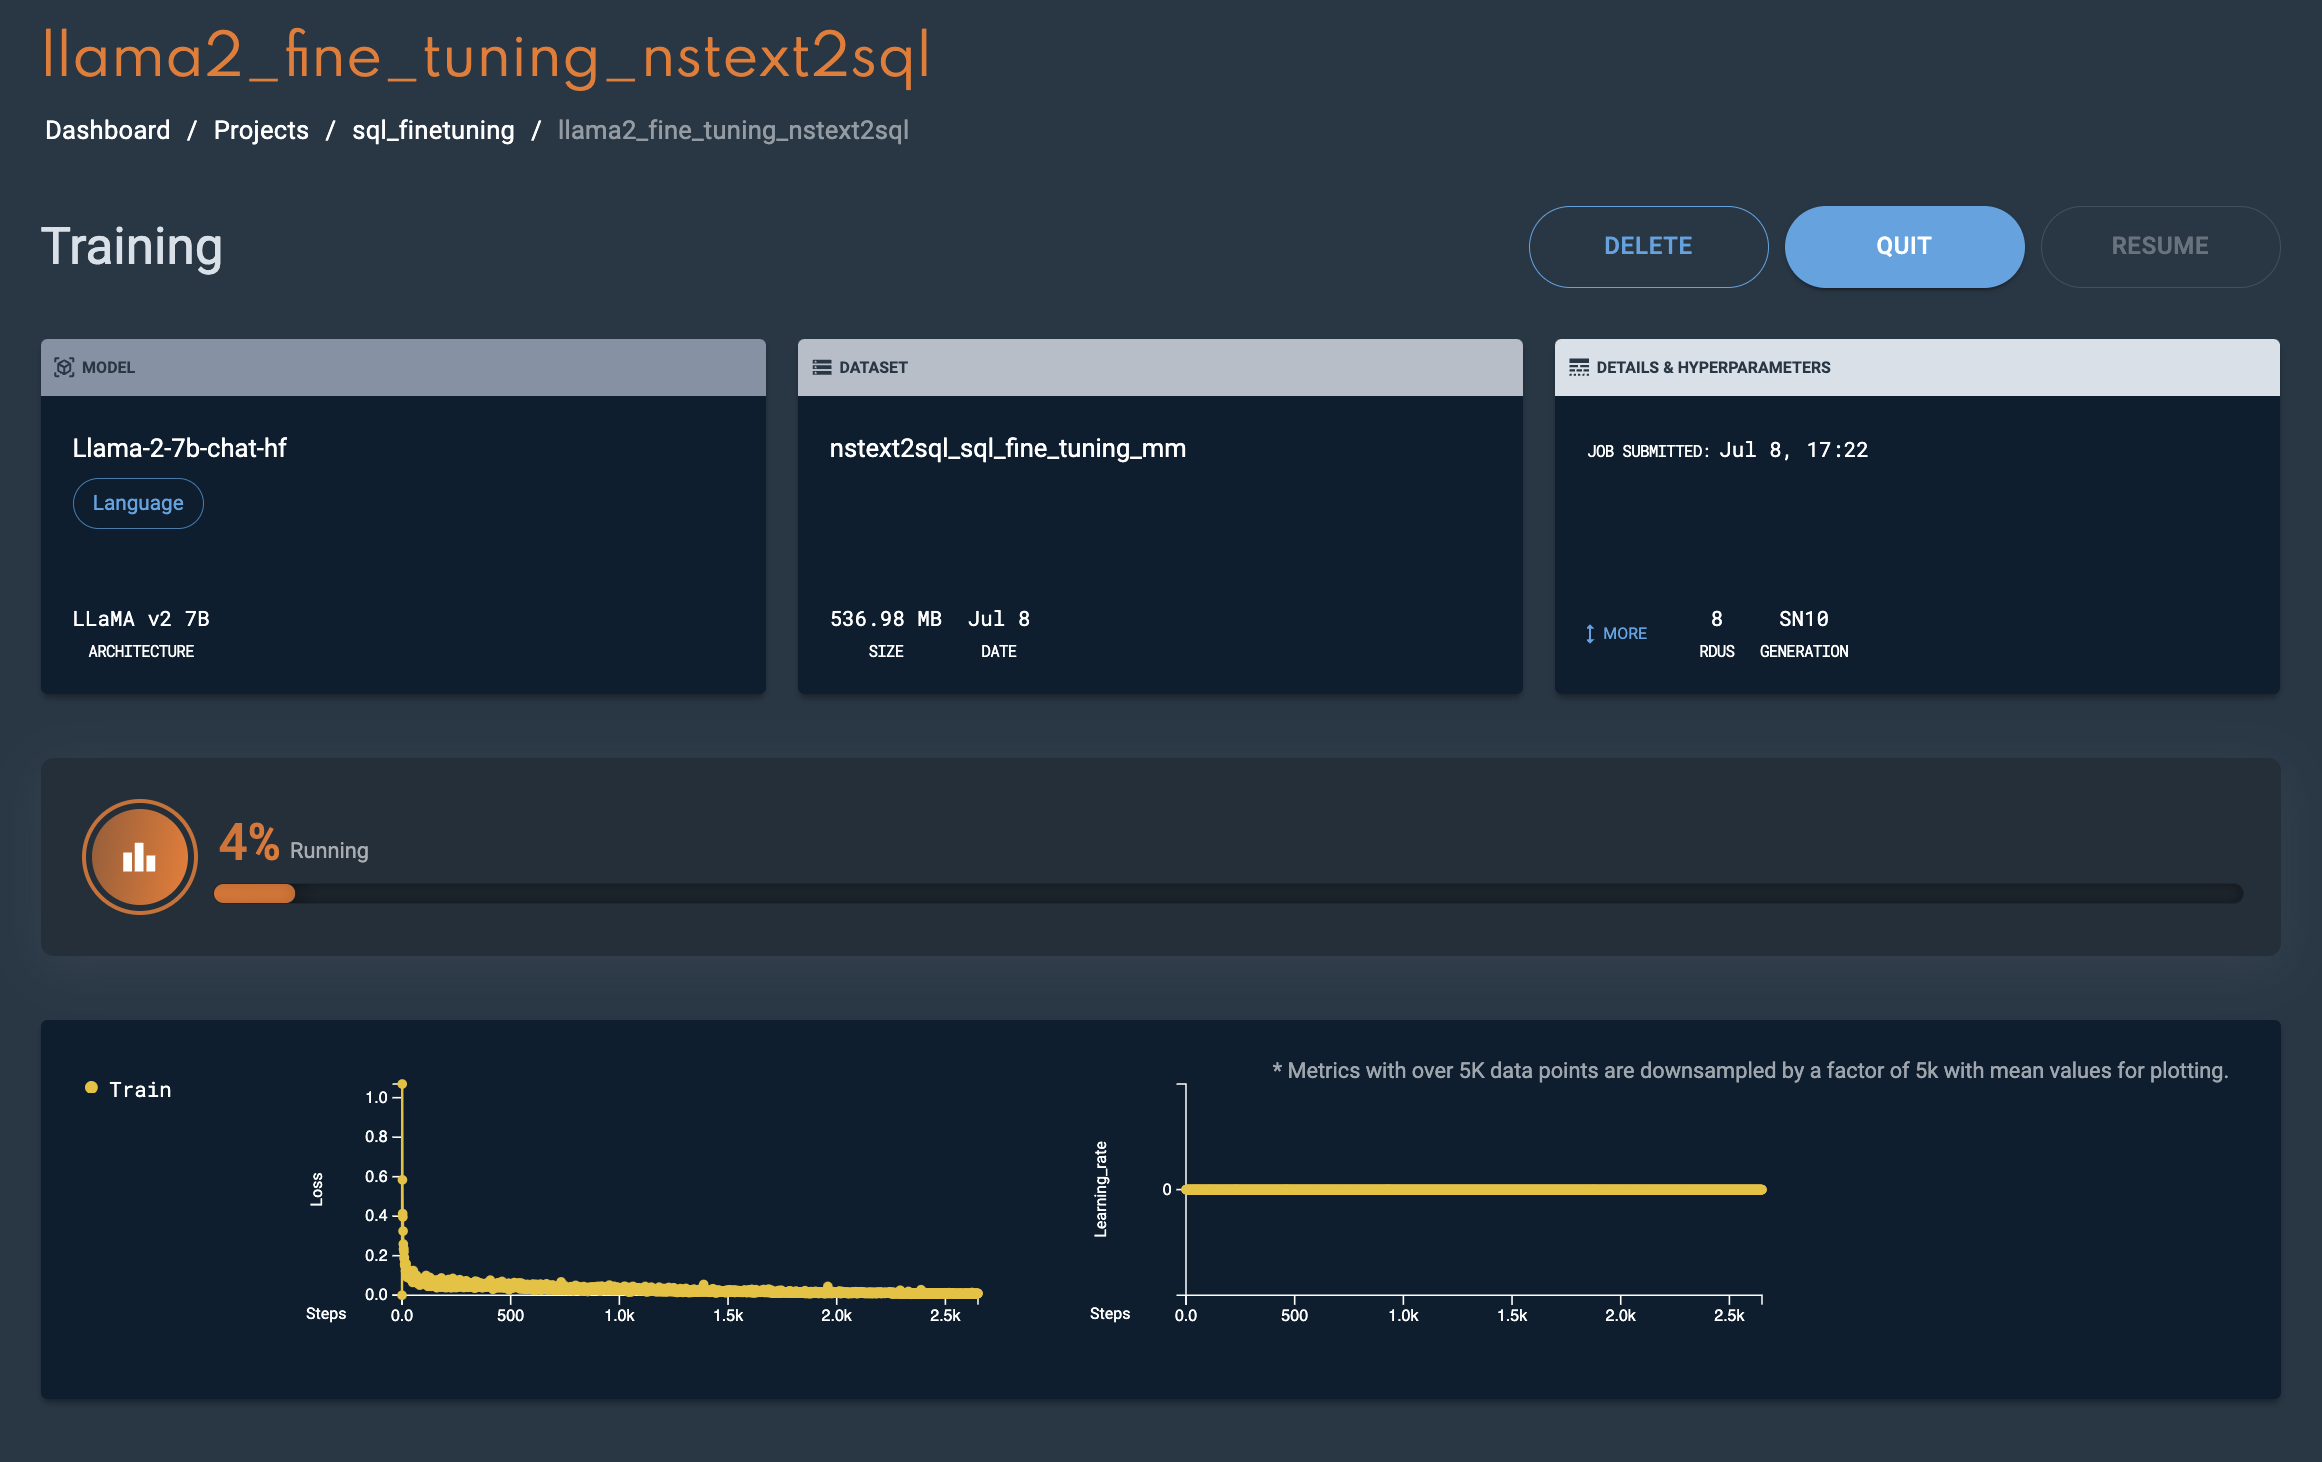 llama2_fine_tuning_nstext2sql
Dashboard / Projects / sql_finetuning / llama2_fine_tuning_nstext2sql
Training
DELETE
QUIT
RESUME
MODEL
Llama-2-7b-chat-hf
Language
LLaMA v2 7B
ARCHITECTURE
DATASET
nstext2sql_sql_fine_tuning_mm
536.98 MB Jul 8
SIZE DATE
DETAILS & HYPERPARAMETERS
JOB SUBMITTED: Jul 8, 17:22
MORE
8 SN10
RDUS GENERATION
4% Running
* Metrics with over 5K data points are downsampled by a factor of 5k with mean values for plotting.
Train
Loss
1.0
0.8
0.6
0.4
0.2
0.0
Steps 0.0 500 1.0k 1.5k 2.0k 2.5k
Learning_rate
0
Steps 0.0 500 1.0k 1.5k 2.0k 2.5k